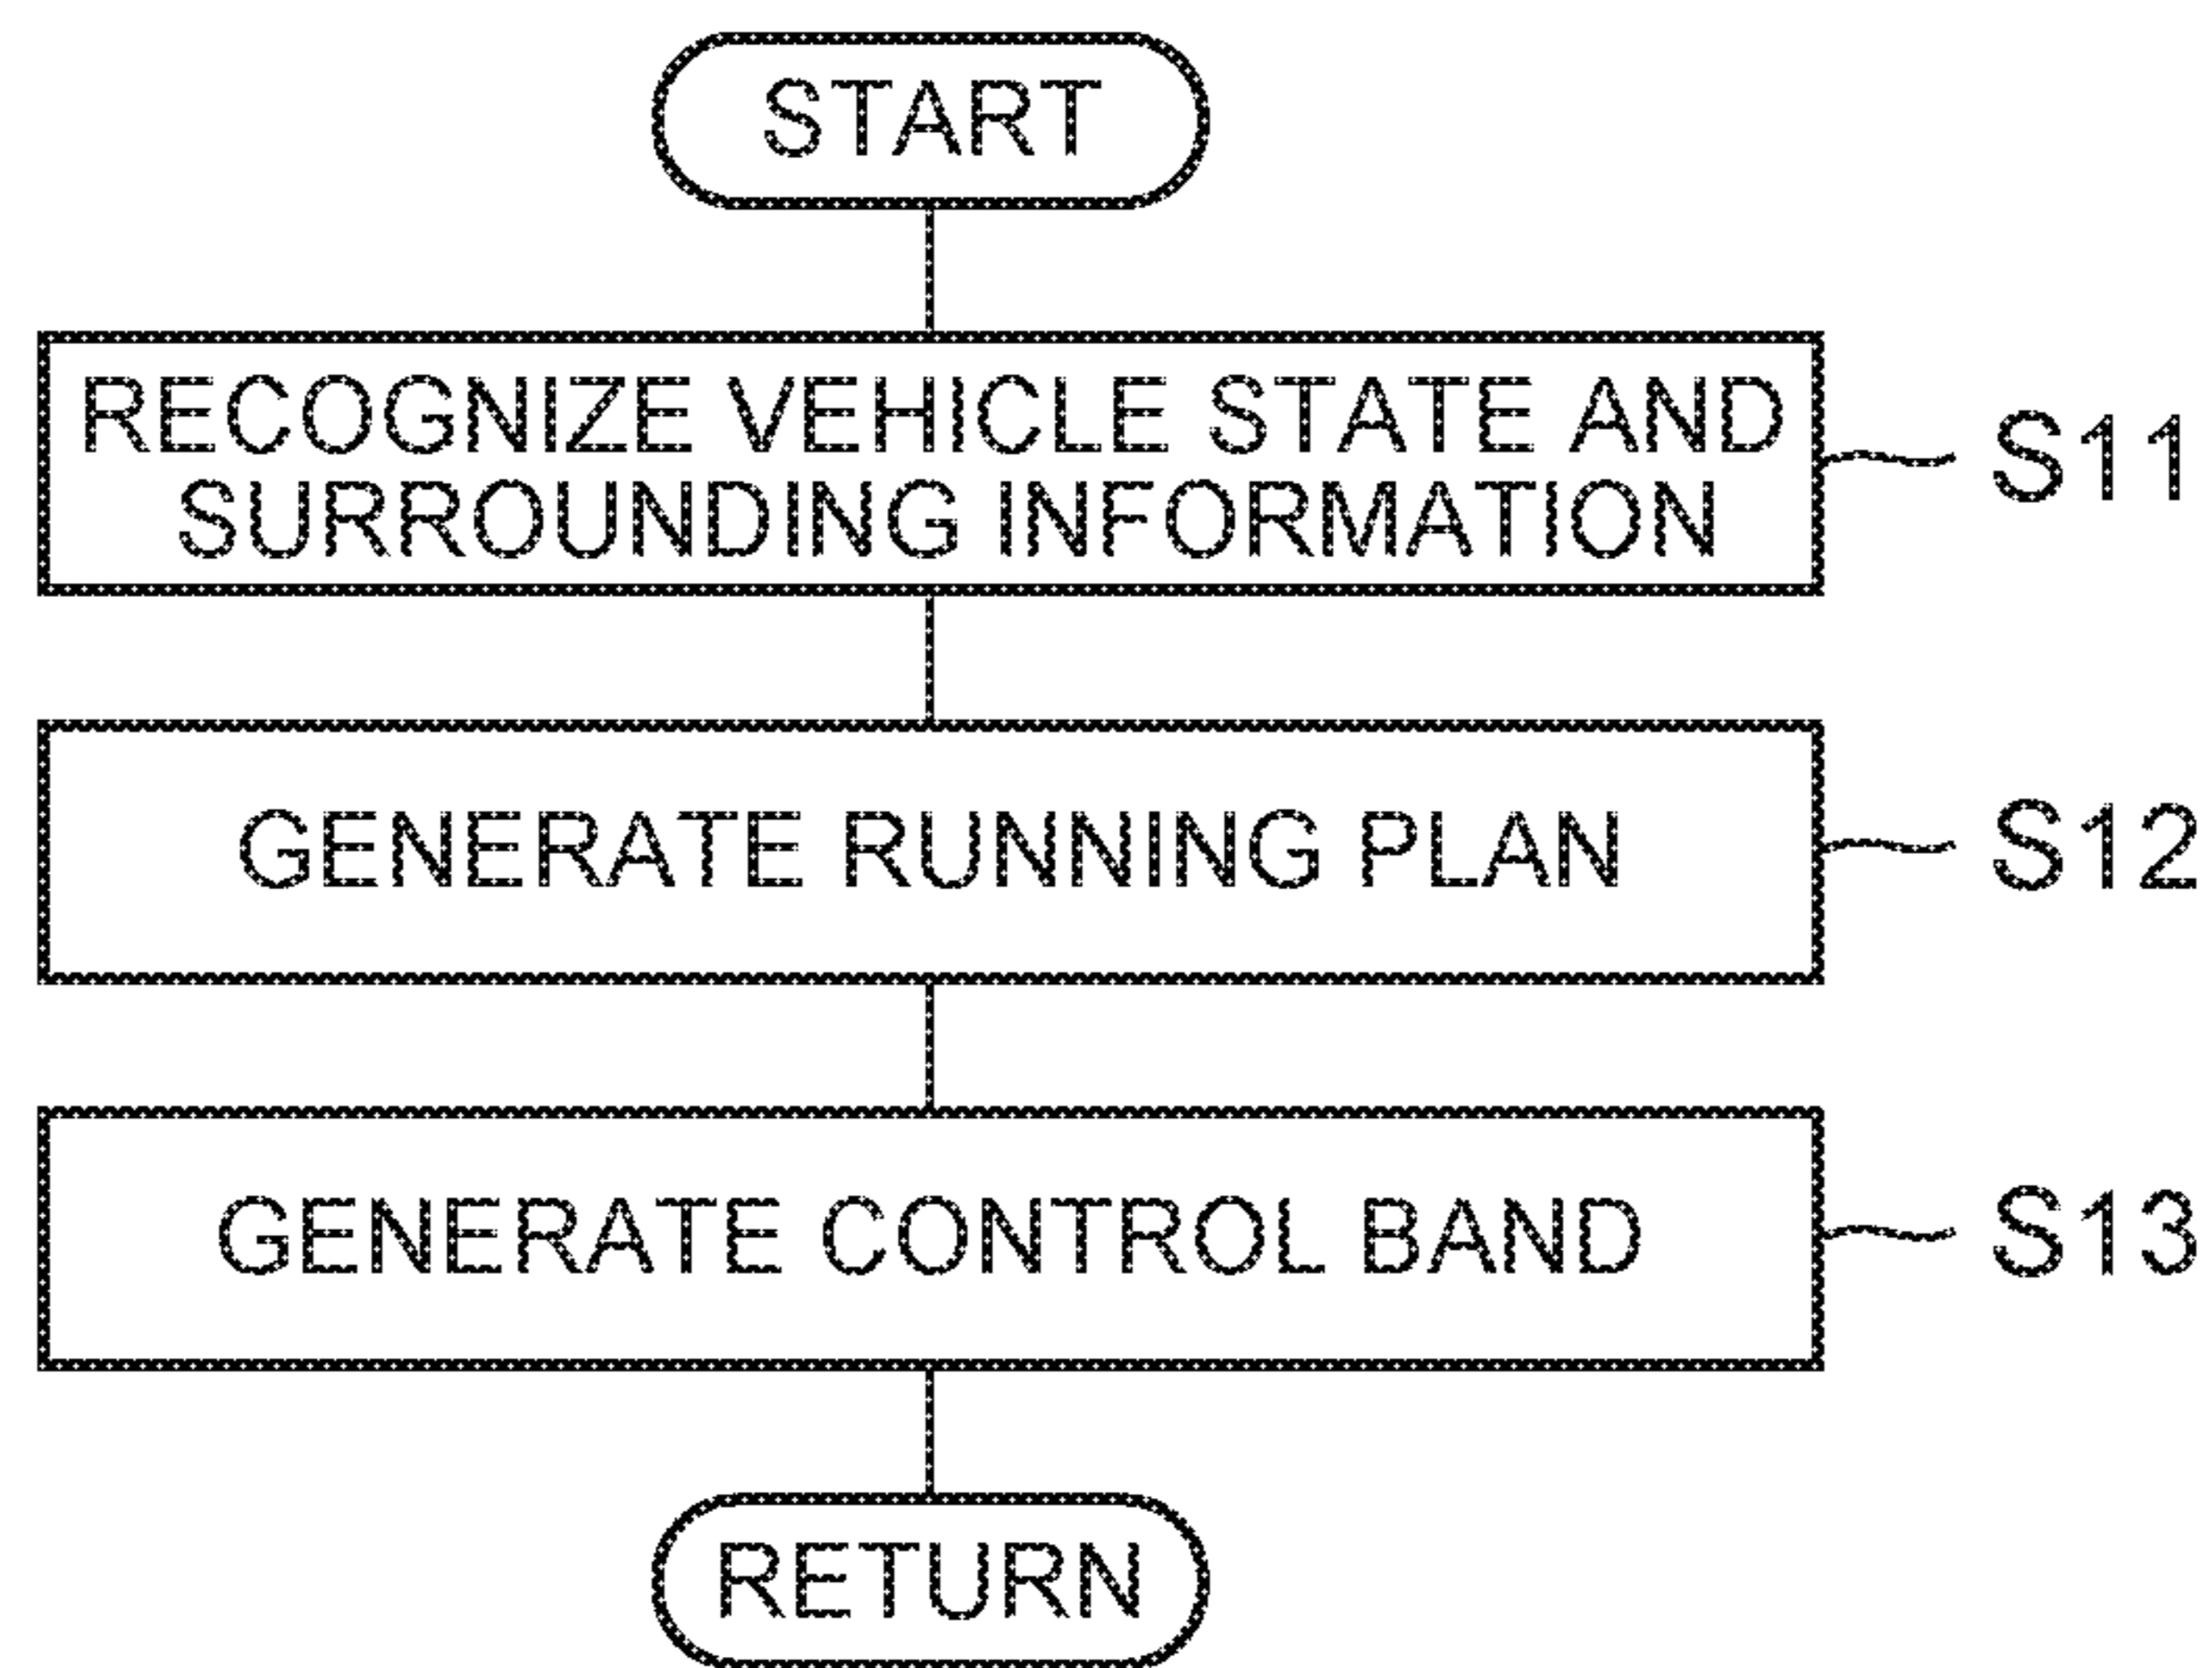 START
RECOGNIZE VEHICLE STATE AND
SURROUNDING INFORMATION
S11
GENERATE RUNNING PLAN
S12
GENERATE CONTROL BAND
S13
RETURN